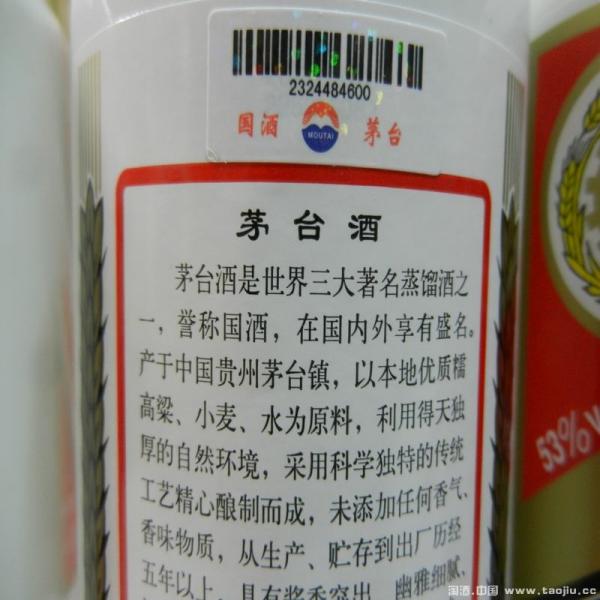 2324484600
国酒 MOUTAI 茅台
茅台酒
茅台酒是世界三大著名蒸馏酒之
一，誉称国酒，在国内外享有盛名。
产于中国贵州茅台镇，以本地优质糯
高粱、小麦、水为原料，利用得天独
厚的自然环境，采用科学独特的传统
工艺精心酿制而成，未添加任何香气、
香味物质，从生产、贮存到出厂历经
五年以上，具有酱香突出、幽雅细腻、
53% V
国酒.中国 www.taojiu.cc